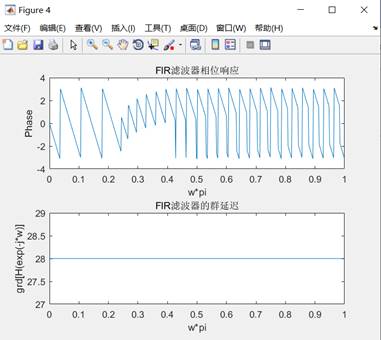 Figure 4
文件(F) 编辑(E) 查看(V) 插入(I) 工具(T) 桌面(D) 窗口(W) 帮助(H)
FIR滤波器相位响应
4
2
0
-2
-4
Phase
0 0.1 0.2 0.3 0.4 0.5 0.6 0.7 0.8 0.9 1
w*pi
FIR滤波器的群延迟
29
28.5
28
27.5
27
grd[H(exp(-j*w)]
0 0.1 0.2 0.3 0.4 0.5 0.6 0.7 0.8 0.9 1
w*pi